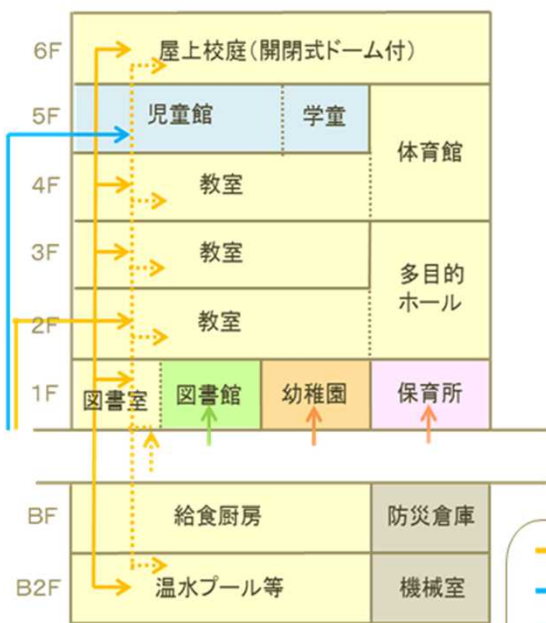 6F
屋上校庭(開閉式ドーム付)
5F
児童館
学童
体育館
4F
教室
3F
教室
多目的
ホール
2F
教室
1F
図書室
図書館
幼稚園
保育所
BF
給食厨房
防災倉庫
B2F
温水プール等
機械室